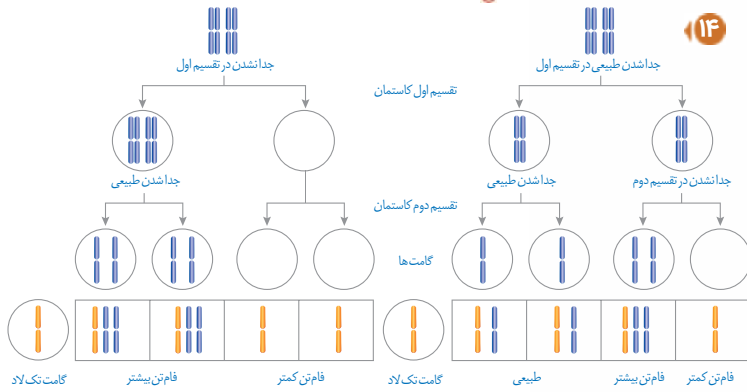 ۱۴
جدا شدن طبیعی در تقسیم اول
جدا نشدن در تقسیم اول
تقسیم اول کاستمان
جدا نشدن در تقسیم دوم
جدا شدن طبیعی
جدا شدن طبیعی
تقسیم دوم کاستمان
گامت‌ها
فام‌تن کمتر
فام‌تن بیشتر
طبیعی
گامت تک‌لاد
فام‌تن کمتر
فام‌تن بیشتر
گامت تک‌لاد